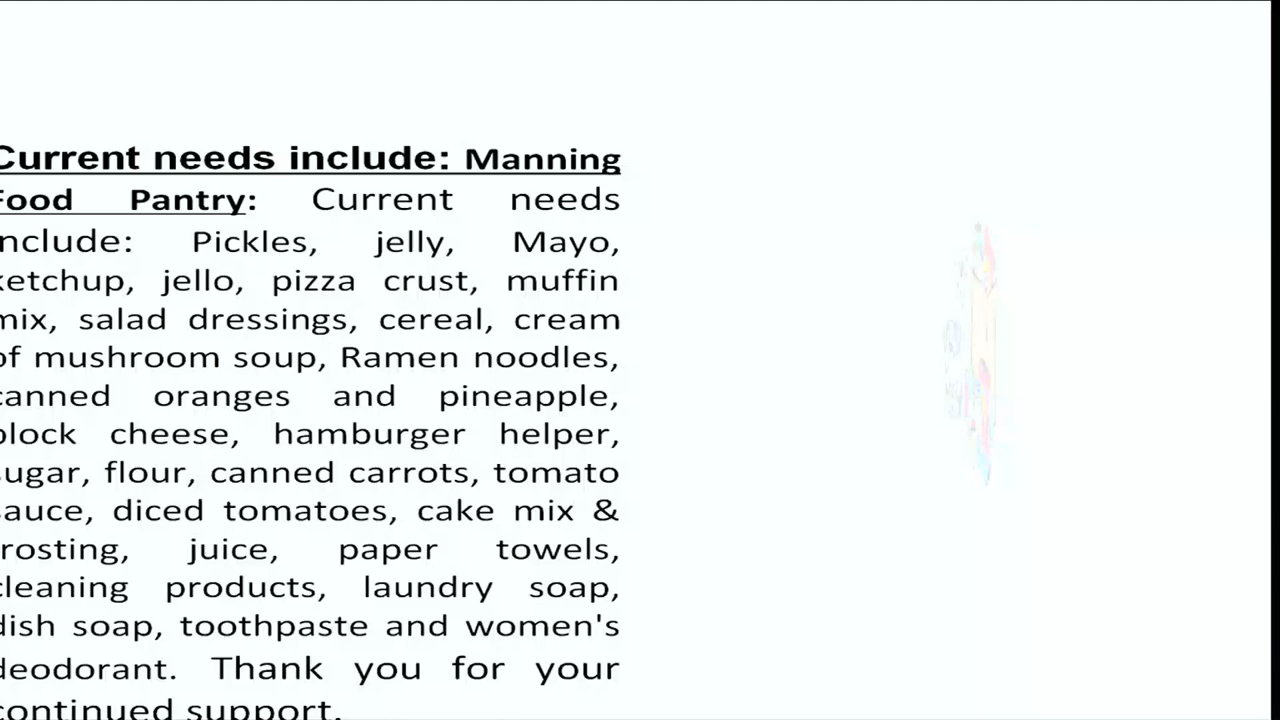 Current needs include: Manning
Food Pantry: Current needs
include: Pickles, jelly, Mayo,
ketchup, jello, pizza crust, muffin
mix, salad dressings, cereal, cream
of mushroom soup, Ramen noodles,
canned oranges and pineapple,
block cheese, hamburger helper,
sugar, flour, canned carrots, tomato
sauce, diced tomatoes, cake mix &
frosting, juice, paper towels,
cleaning products, laundry soap,
dish soap, toothpaste and women's
deodorant. Thank you for your
continued support.